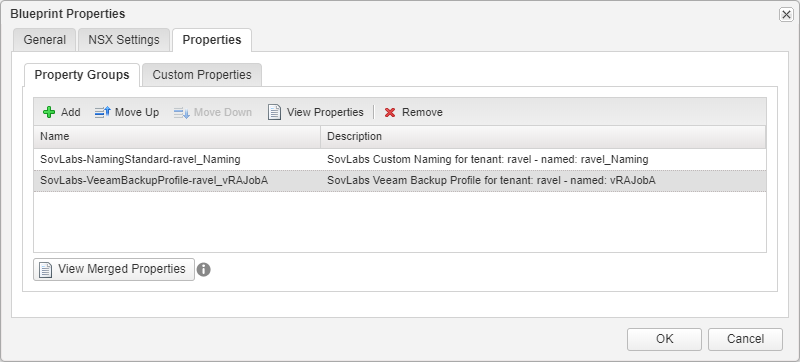 Blueprint Properties
General NSX Settings Properties
Property Groups Custom Properties
Add Move Up Move Down View Properties Remove
Name Description
SovLabs-NamingStandard-ravel_Naming SovLabs Custom Naming for tenant: ravel - named: ravel_Naming
SovLabs-VeeamBackupProfile-ravel_vRAJobA SovLabs Veeam Backup Profile for tenant: ravel - named: vRAJobA
View Merged Properties
OK Cancel